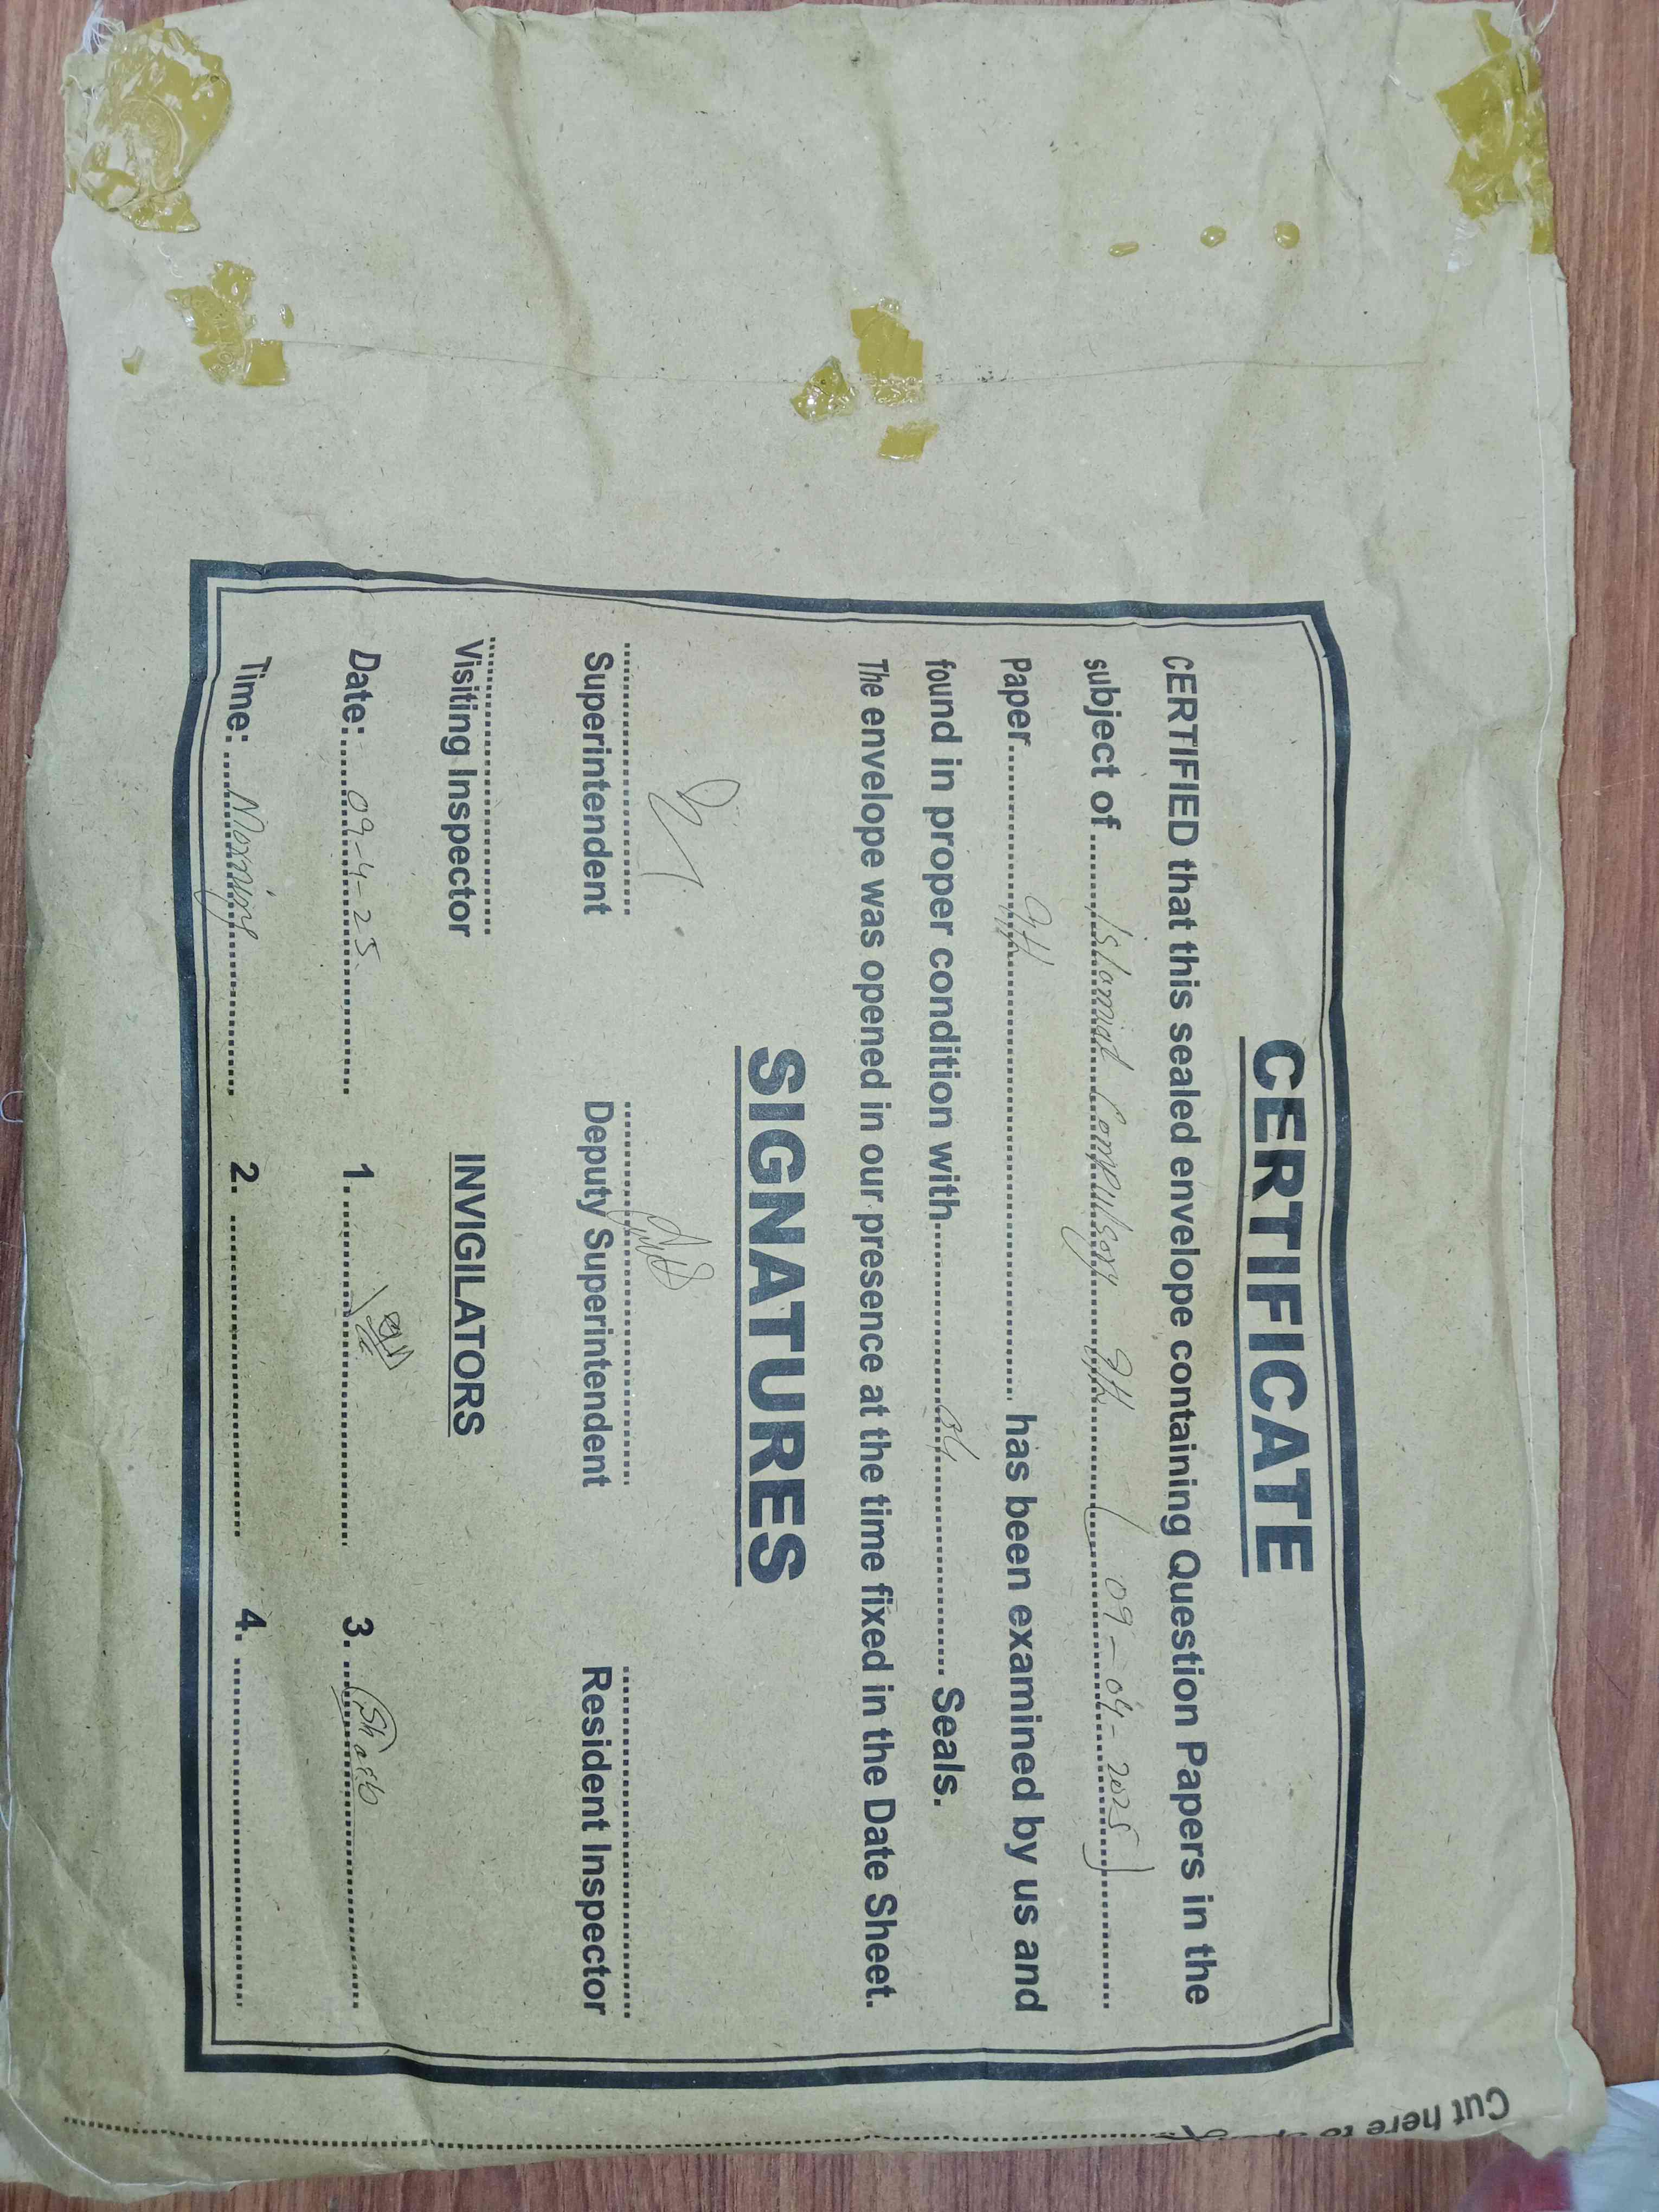 CERTIFICATE
CERTIFIED that this sealed envelope containing Question Papers in the
subject of ........ Islamiat Compulsory 9th (09-04-2025) ........
Paper ........ 9th ........ has been examined by us and
found in proper condition with ........ 04 ........ Seals.
The envelope was opened in our presence at the time fixed in the Date Sheet.
SIGNATURES
Superintendent Deputy Superintendent Resident Inspector
Visiting Inspector INVIGILATORS
Date: ..... 09-4-25 ..... 1. .......... 3. ..... Shoaib .....
Time: ..... Morning ..... 2. .......... 4. ..........
Cut here to open